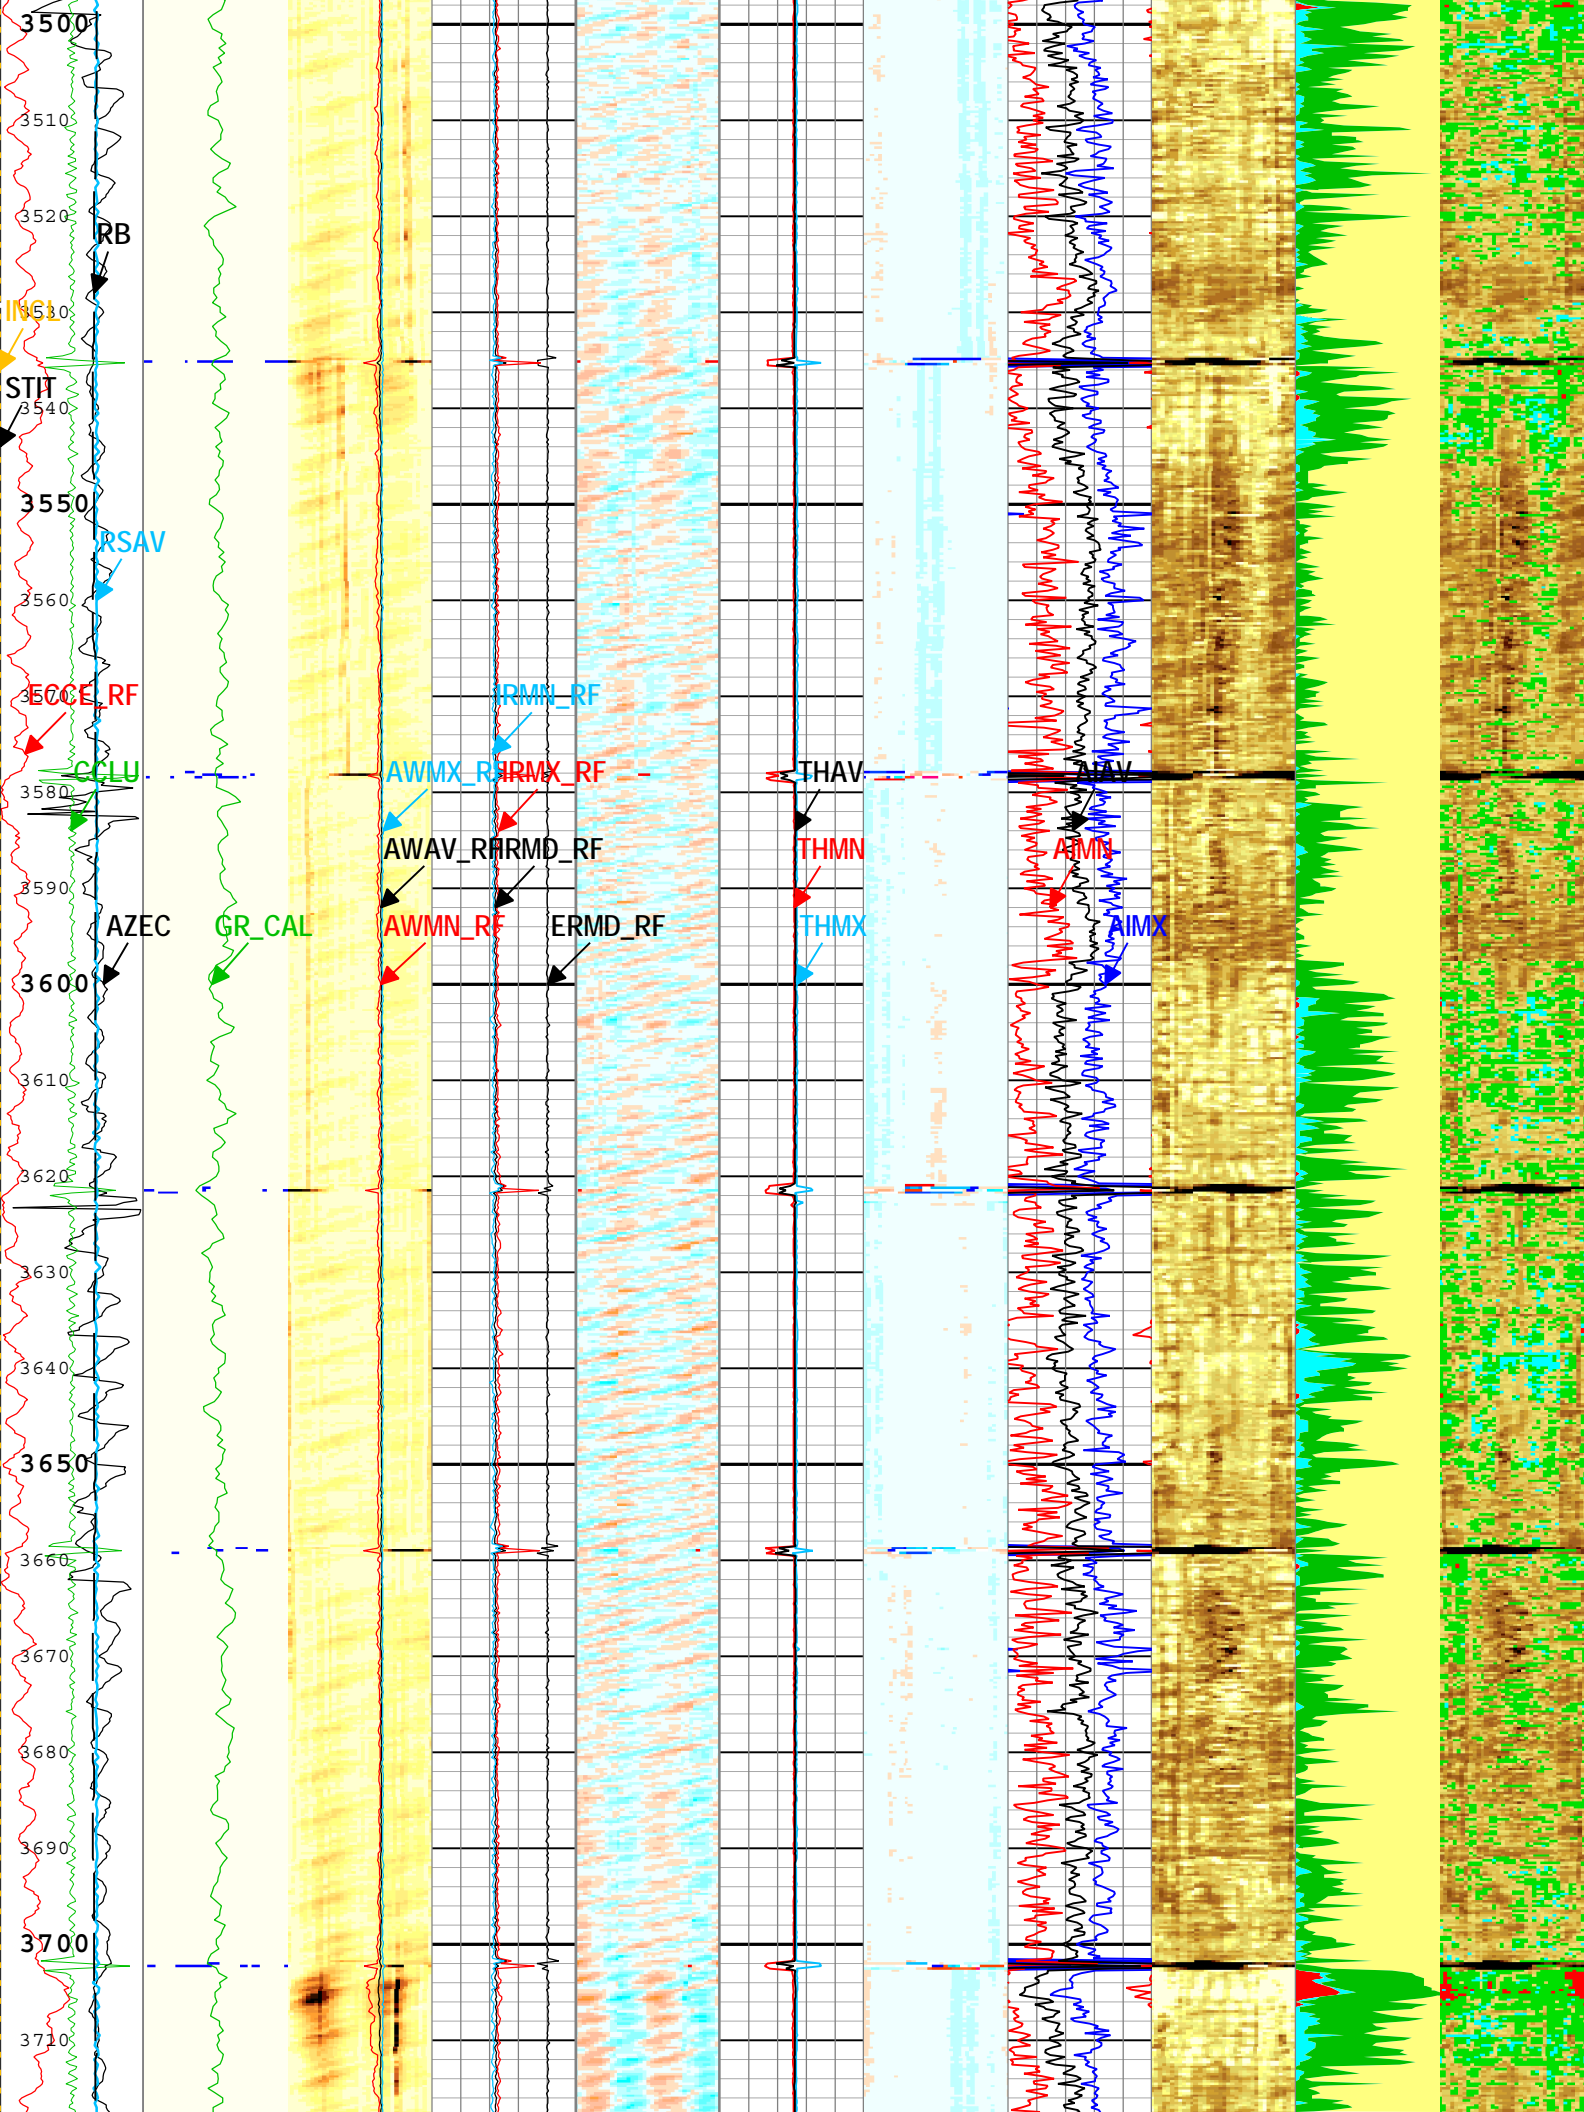 3500
3510
3520
RB
INCL
3530
STIT
3540
3550
RSAV
3560
3570
ECCE_RF
IRMN_RF
CCLU
AWMX_RF
IRMX_RF
THAV
AIAV
3580
AWAV_RF
IRMD_RF
THMN
AIMN
3590
AZEC
GR_CAL
AWMN_RF
ERMD_RF
THMX
AIMX
3600
3610
3620
3630
3640
3650
3660
3670
3680
3690
3700
3710